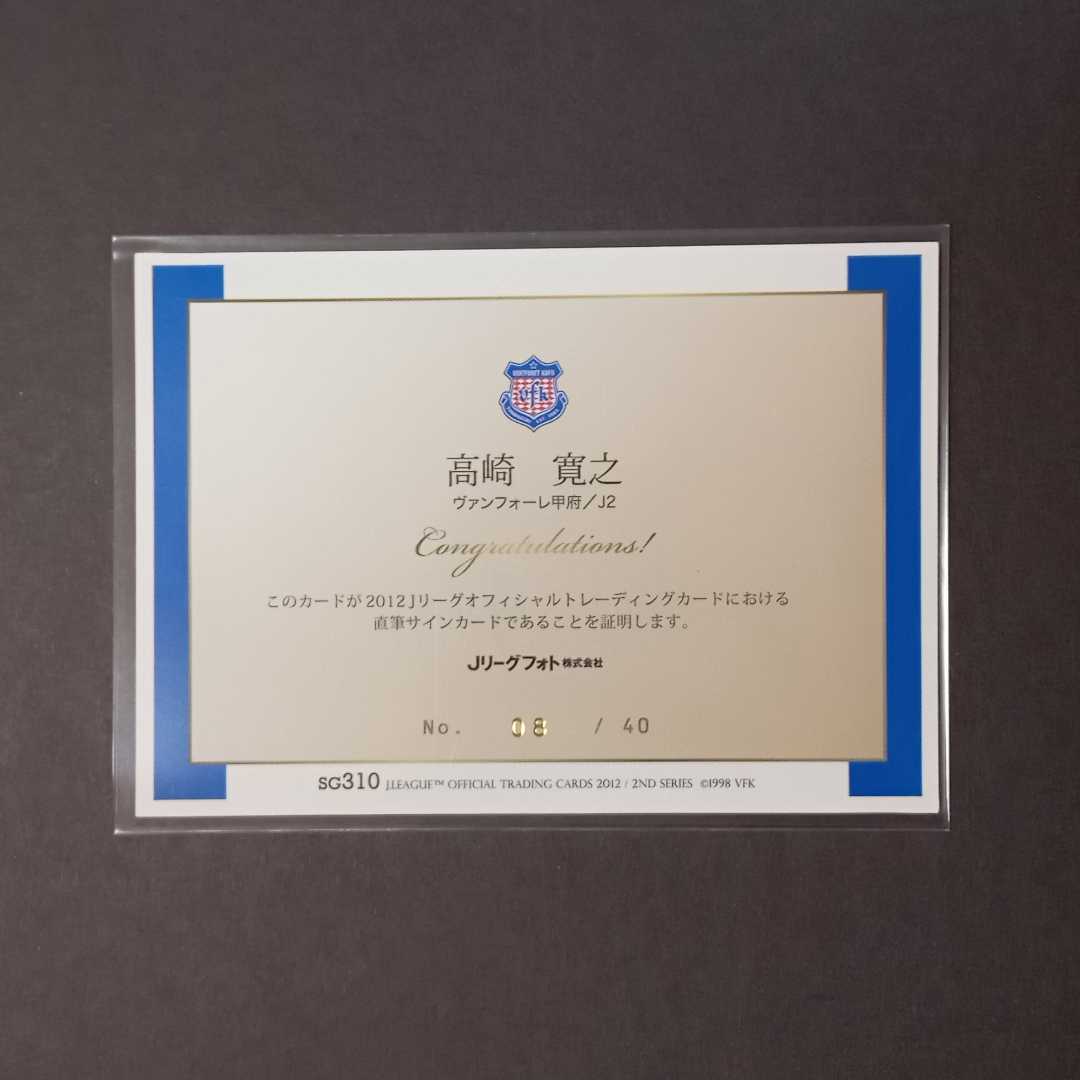 VENTFORET KOFU
vfk
高崎　寛之
ヴァンフォーレ甲府／J2
Congratulations!
このカードが2012Jリーグオフィシャルトレーディングカードにおける
直筆サインカードであることを証明します。
Jリーグフォト株式会社
No. 08 / 40
SG310 J.LEAGUE™ OFFICIAL TRADING CARDS 2012 / 2ND SERIES ©1998 VFK